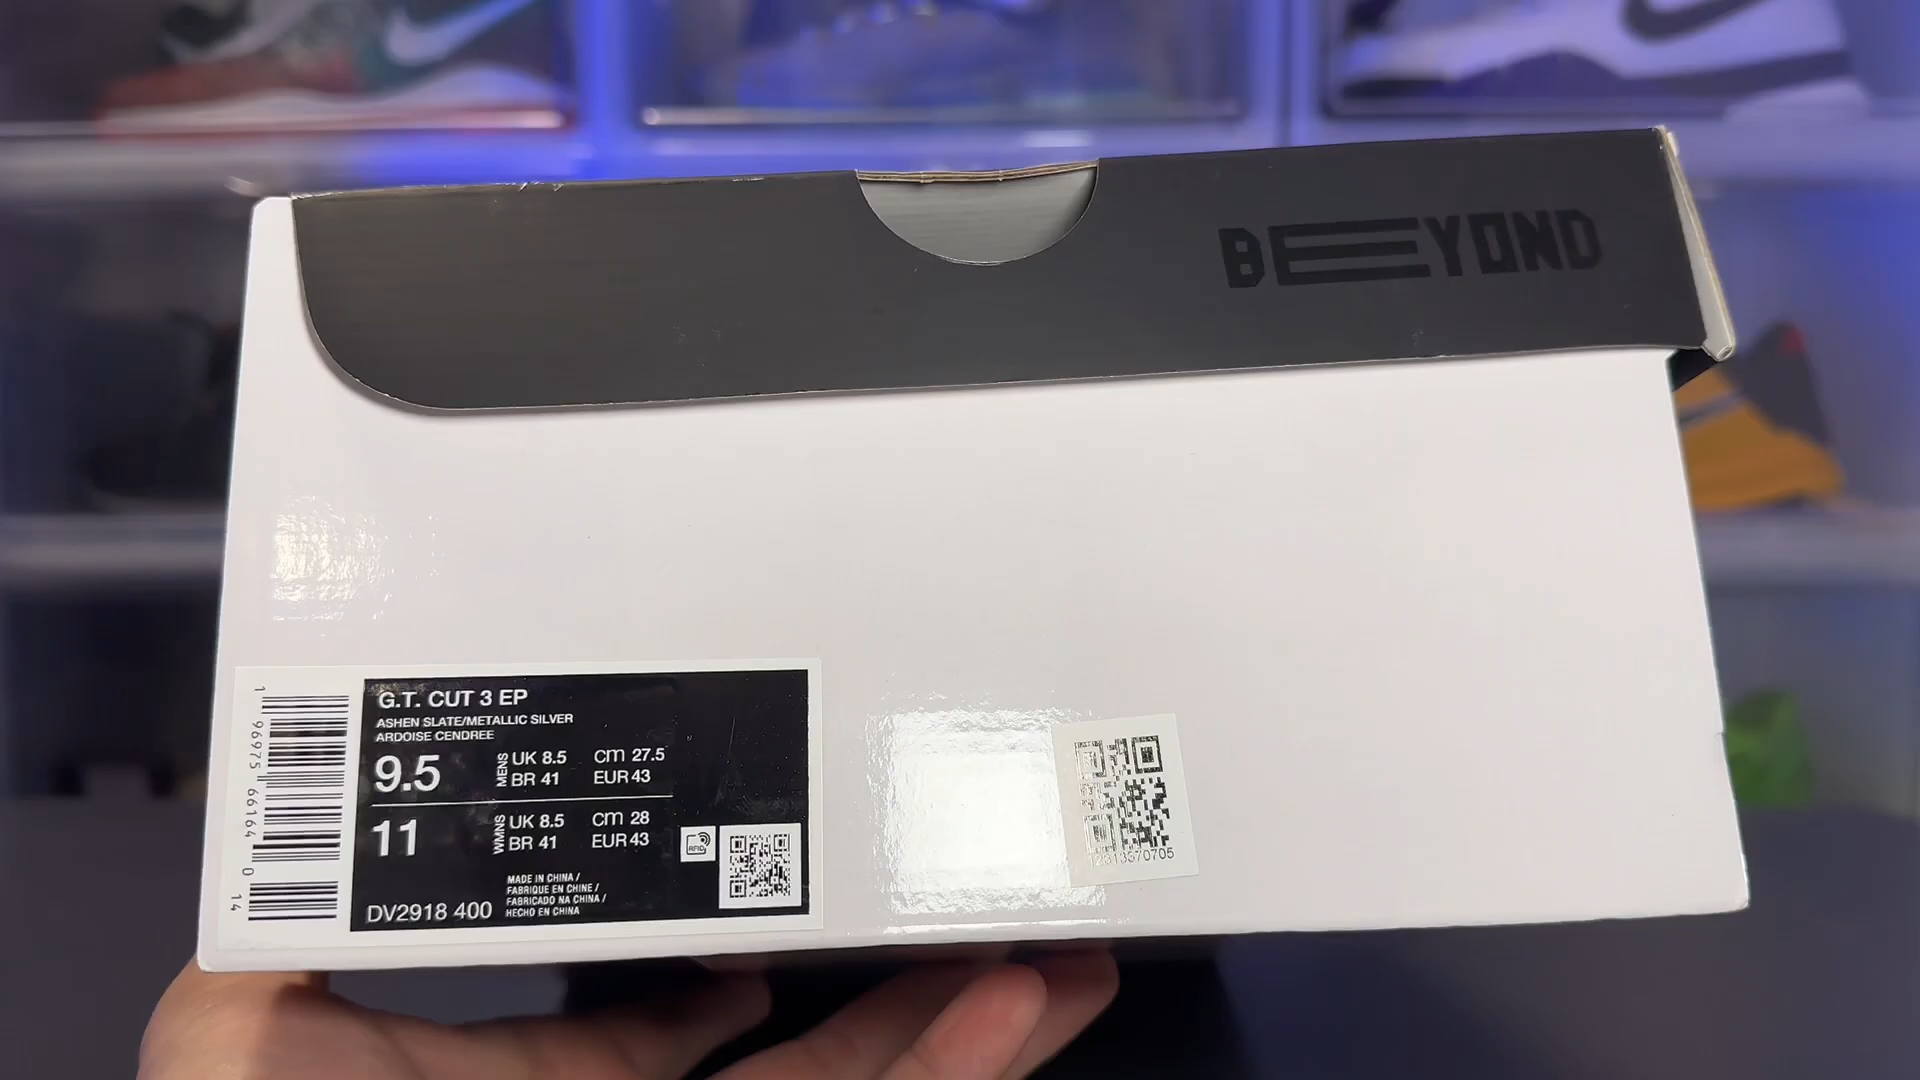 BEYOND
G.T. CUT 3 EP
ASHEN SLATE/METALLIC SILVER
ARDOISE CENDREE
9.5 MENS UK 8.5 cm 27.5
BR 41 EUR 43
11 WMNS UK 8.5 cm 28
BR 41 EUR 43
RFID
MADE IN CHINA /
FABRIQUE EN CHINE /
FABRICADO NA CHINA /
HECHO EN CHINA
DV2918 400
1 96975 66164 0 14